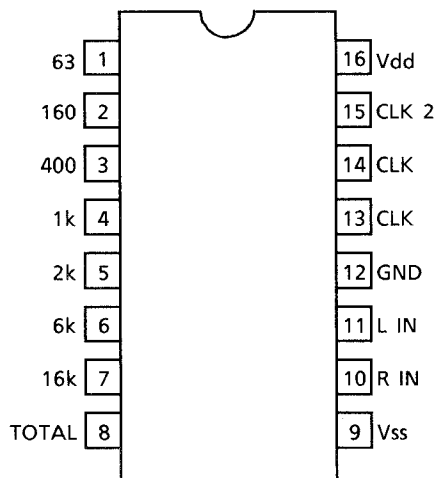 63 1 16 Vdd
160 2 15 CLK 2
400 3 14 CLK
1k 4 13 CLK
2k 5 12 GND
6k 6 11 L IN
16k 7 10 R IN
TOTAL 8 9 Vss